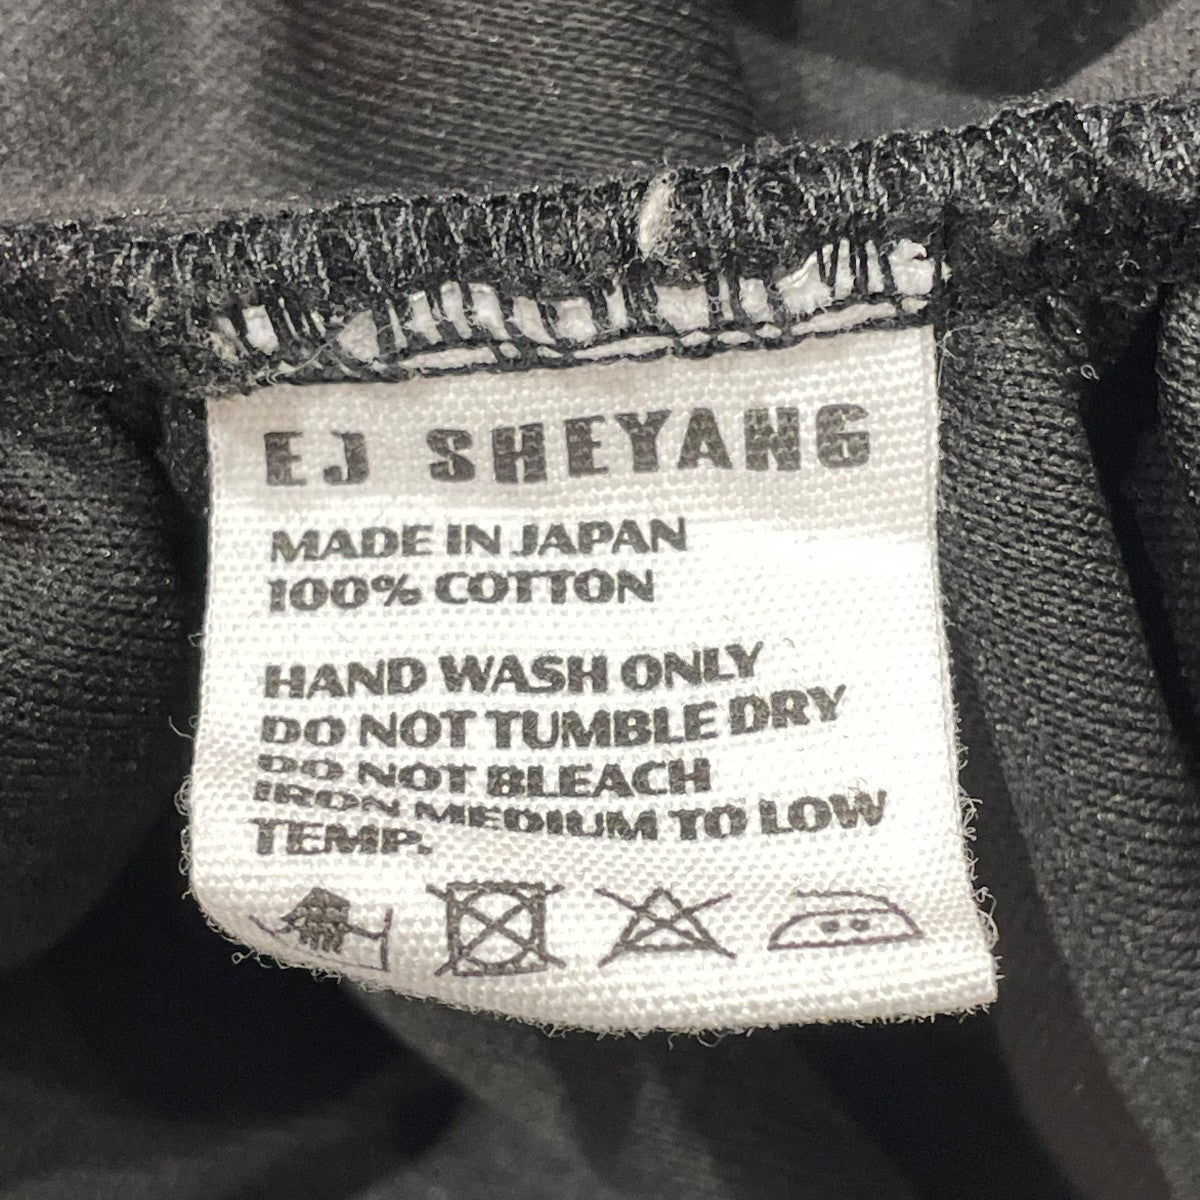 EJ SHEYANG
MADE IN JAPAN
100% COTTON
HAND WASH ONLY
DO NOT TUMBLE DRY
DO NOT BLEACH
IRON MEDIUM TO LOW
TEMP.